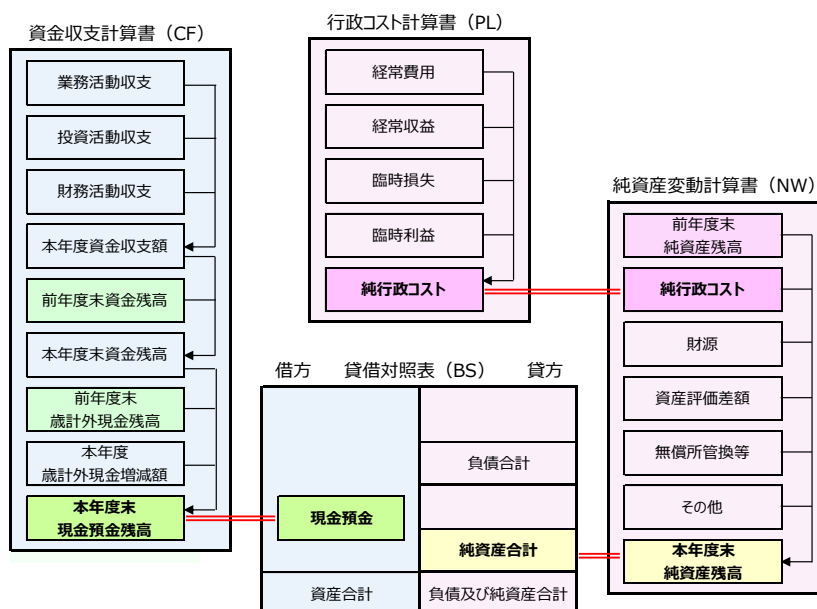 資金収支計算書（CF）
業務活動収支
投資活動収支
財務活動収支
本年度資金収支額
前年度末資金残高
本年度末資金残高
前年度末
歳計外現金残高
本年度
歳計外現金増減額
本年度末
現金預金残高
行政コスト計算書（PL）
経常費用
経常収益
臨時損失
臨時利益
純行政コスト
借方 貸借対照表（BS） 貸方
負債合計
現金預金
純資産合計
資産合計
負債及び純資産合計
純資産変動計算書（NW）
前年度末
純資産残高
純行政コスト
財源
資産評価差額
無償所管換等
その他
本年度末
純資産残高